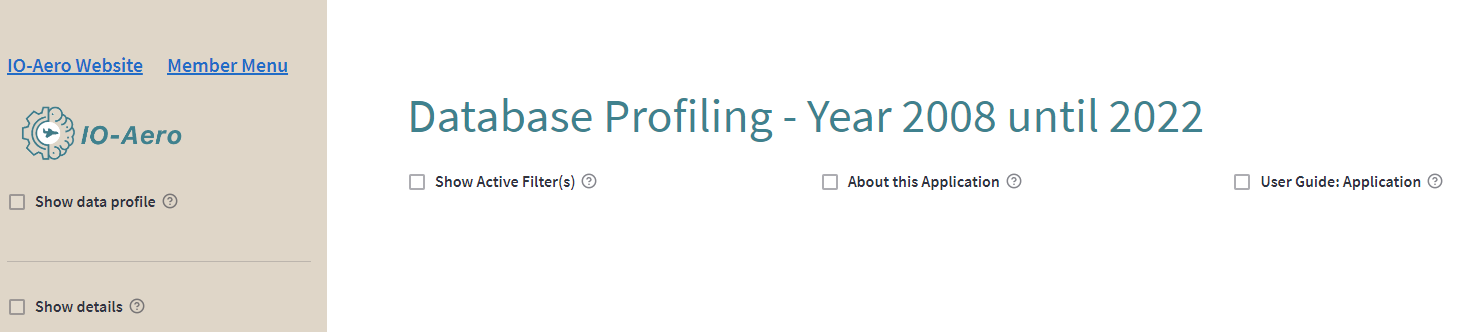 IO-Aero Website Member Menu
IO-Aero
Show data profile
Show details
Database Profiling - Year 2008 until 2022
Show Active Filter(s) About this Application User Guide: Application